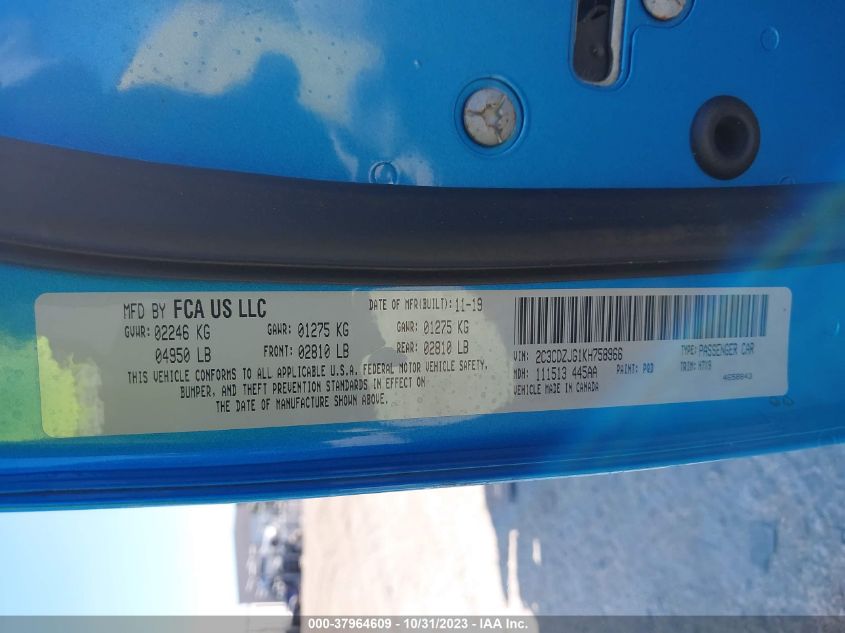 MFD BY FCA US LLC DATE OF MFR(BUILT): 11-19
GVWR: 02246 KG GAWR: 01275 KG GAWR: 01275 KG
04950 LB FRONT: 02810 LB REAR: 02810 LB
THIS VEHICLE CONFORMS TO ALL APPLICABLE U.S.A. FEDERAL MOTOR VEHICLE SAFETY,
BUMPER, AND THEFT PREVENTION STANDARDS IN EFFECT ON
THE DATE OF MANUFACTURE SHOWN ABOVE.
VIN: 2C3CDZJG1KH750966 TYPE: PASSENGER CAR
MDH: 111513 445AA PAINT: PQD TRIM: H7X9
VEHICLE MADE IN CANADA 4658843
000-37964609 | 10/31/2023 | IAA Inc.